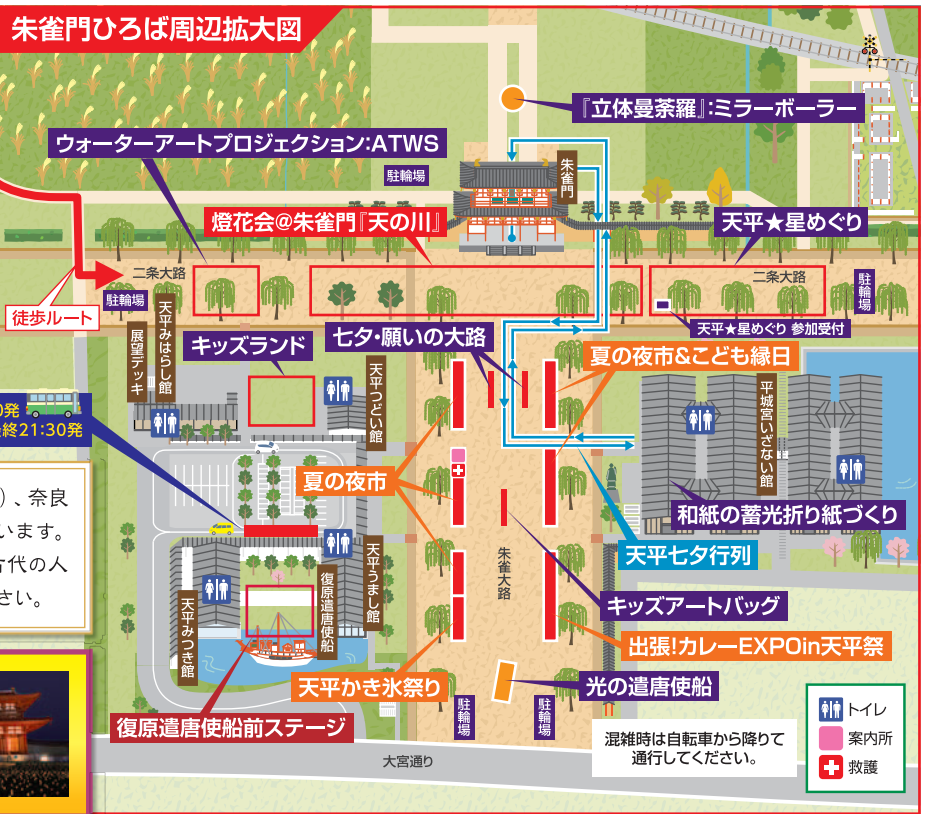 朱雀門ひろば周辺拡大図
『立体曼荼羅』:ミラーボーラー
ウォーターアートプロジェクション:ATWS
駐輪場
朱雀門
燈花会@朱雀門『天の川』
天平★星めぐり
二条大路
二条大路
駐輪場
駐輪場
徒歩ルート
天平★星めぐり 参加受付
天平みはらし館
展望デッキ
キッズランド
七夕・願いの大路
夏の夜市&こども縁日
天平つどい館
平城宮いざない館
0発
終21:30発
夏の夜市
和紙の蓄光折り紙づくり
)、奈良
います。
古代の人
さい。
天平七夕行列
朱雀大路
天平うまし館
復原遣唐使船
天平みつき館
キッズアートバッグ
出張!カレーEXPOin天平祭
天平かき氷祭り
光の遣唐使船
復原遣唐使船前ステージ
駐輪場
駐輪場
混雑時は自転車から降りて
通行してください。
トイレ
案内所
救護
大宮通り